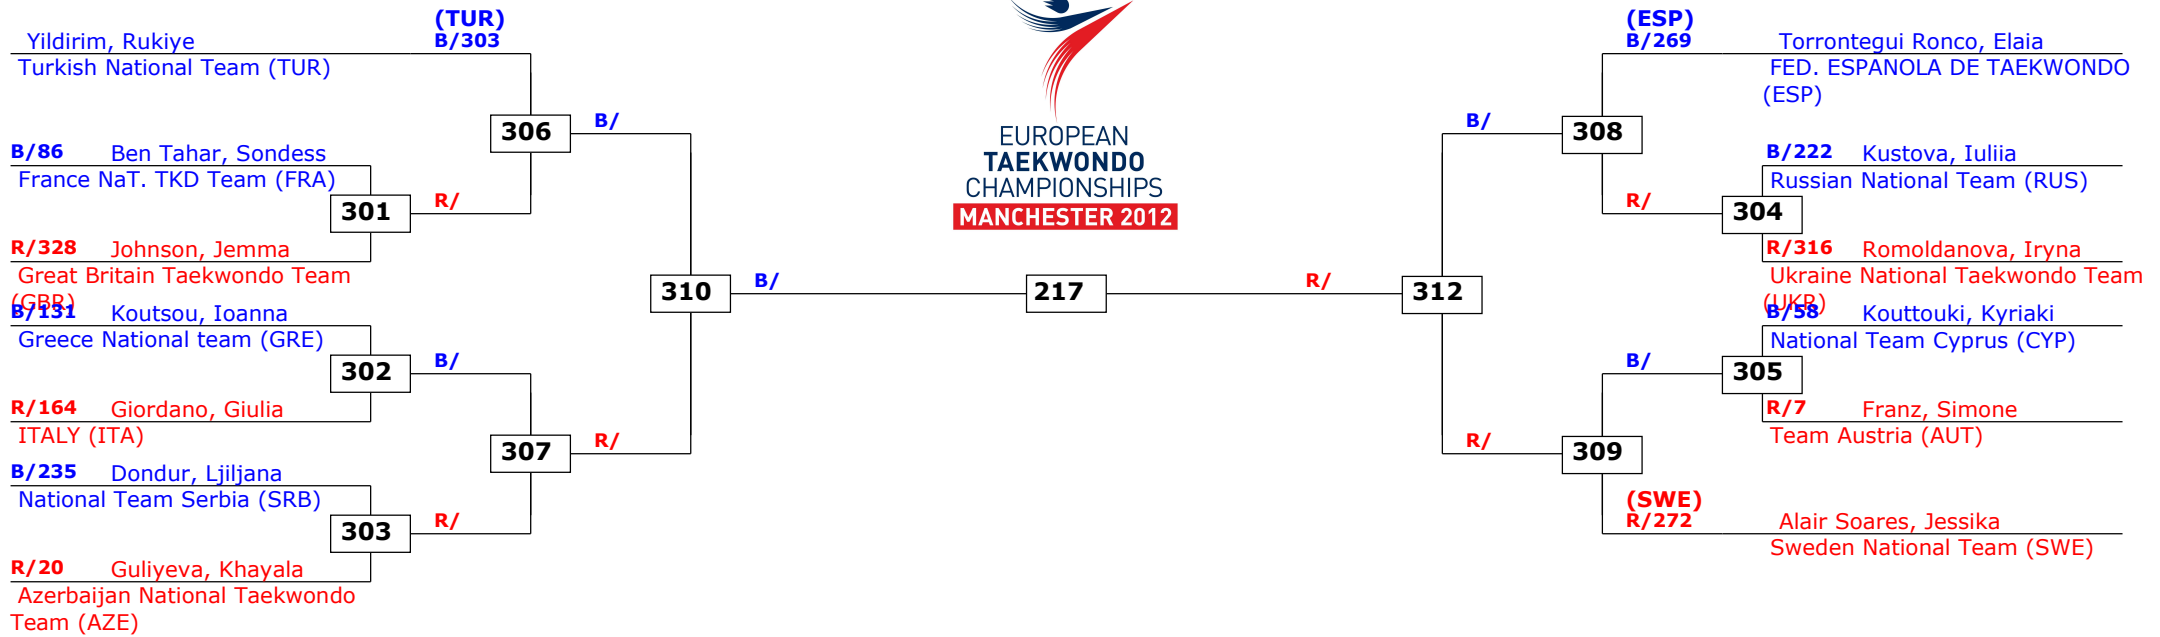 (TUR)
Yildirim, Rukiye
B/303
Turkish National Team (TUR)
306
B/
B/86 Ben Tahar, Sondess
France NaT. TKD Team (FRA)
301
R/
R/328 Johnson, Jemma
Great Britain Taekwondo Team
(GBR)
310
B/
B/131 Koutsou, Ioanna
Greece National team (GRE)
302
B/
R/164 Giordano, Giulia
ITALY (ITA)
307
R/
B/235 Dondur, Ljiljana
National Team Serbia (SRB)
303
R/
R/20 Guliyeva, Khayala
Azerbaijan National Taekwondo
Team (AZE)
EUROPEAN
TAEKWONDO
CHAMPIONSHIPS
MANCHESTER 2012
217
R/
312
(ESP)
B/269 Torrontegui Ronco, Elaia
FED. ESPANOLA DE TAEKWONDO
(ESP)
B/
308
B/222 Kustova, Iuliia
Russian National Team (RUS)
R/
304
R/316 Romoldanova, Iryna
Ukraine National Taekwondo Team
(UKR)
B/58 Kouttouki, Kyriaki
National Team Cyprus (CYP)
B/
305
R/7 Franz, Simone
Team Austria (AUT)
R/
309
(SWE)
R/272 Alair Soares, Jessika
Sweden National Team (SWE)